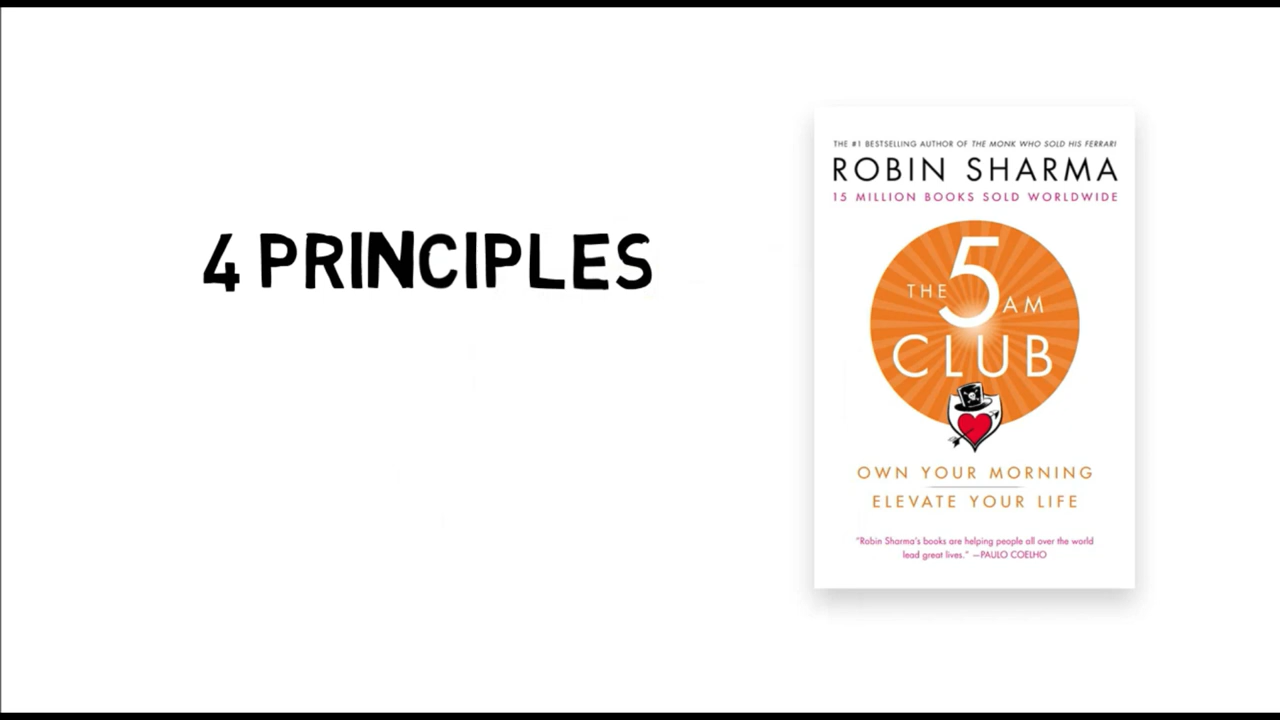 4 PRINCIPLES
THE #1 BESTSELLING AUTHOR OF THE MONK WHO SOLD HIS FERRARI
ROBIN SHARMA
15 MILLION BOOKS SOLD WORLDWIDE
THE 5 AM
CLUB
OWN YOUR MORNING
ELEVATE YOUR LIFE
"Robin Sharma's books are helping people all over the world
lead great lives." —PAULO COELHO